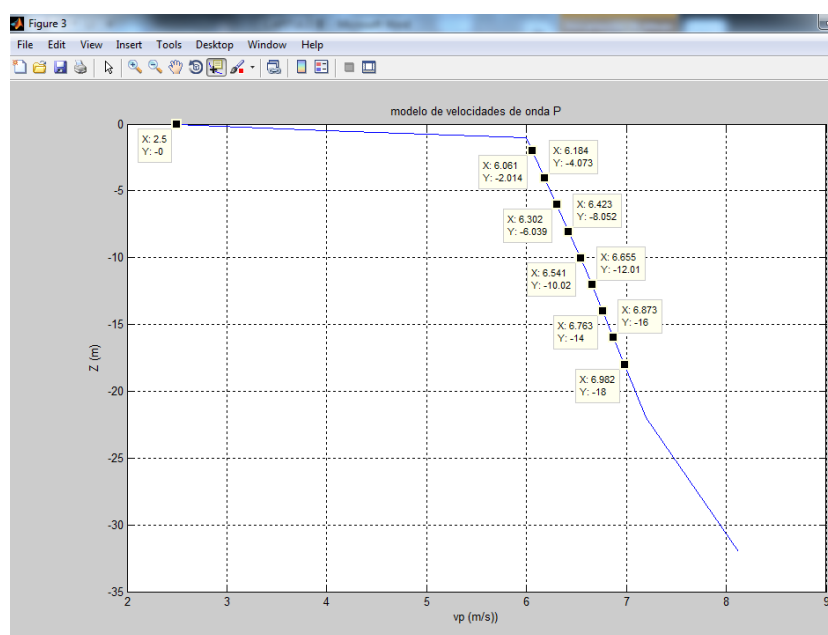 Figure 3
File Edit View Insert Tools Desktop Window Help
modelo de velocidades de onda P
0
X: 2.5
Y: -0
X: 6.061
Y: -2.014
X: 6.184
Y: -4.073
-5
X: 6.302
Y: -6.039
X: 6.423
Y: -8.052
-10
X: 6.541
Y: -10.02
X: 6.655
Y: -12.01
-15
X: 6.763
Y: -14
X: 6.873
Y: -16
Z (m)
X: 6.982
Y: -18
-20
-25
-30
-35
2 3 4 5 6 7 8 9
vp (m/s))